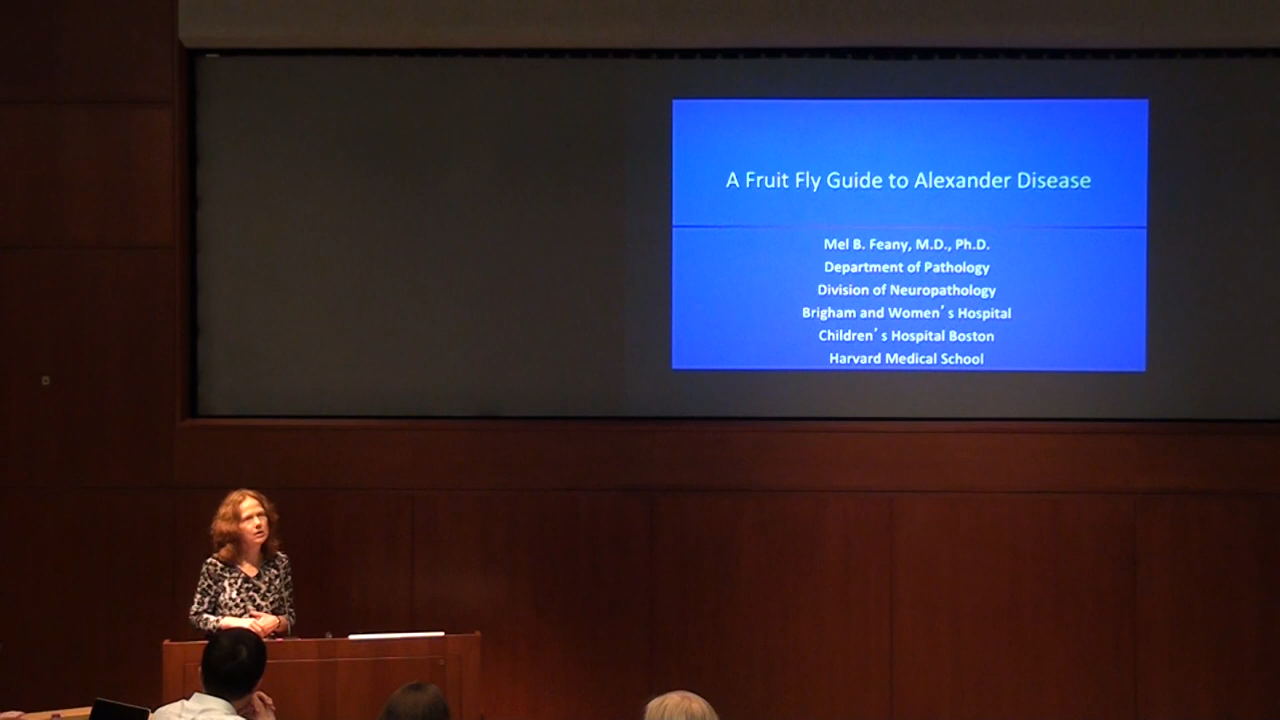 A Fruit Fly Guide to Alexander Disease
Mel B. Feany, M.D., Ph.D.
Department of Pathology
Division of Neuropathology
Brigham and Women's Hospital
Children's Hospital Boston
Harvard Medical School